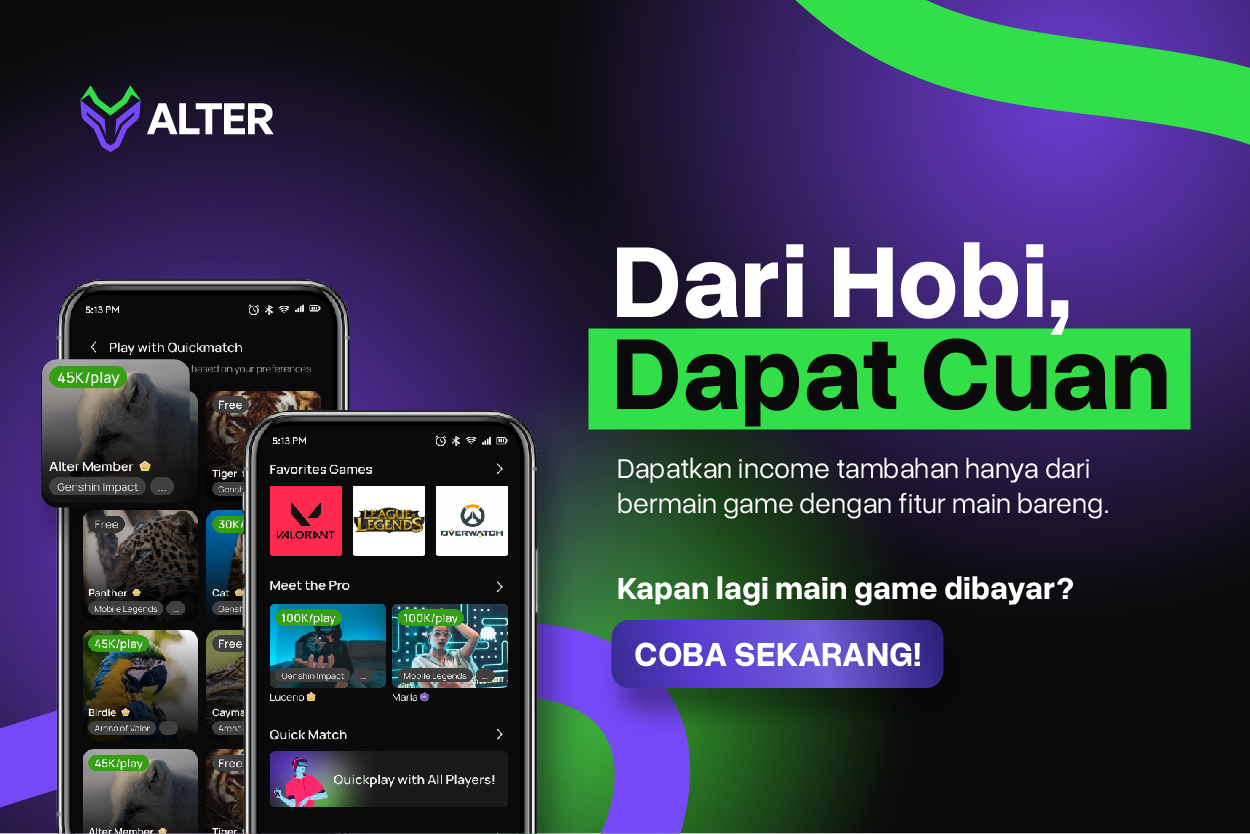 ALTER
Dari Hobi,
Dapat Cuan
Dapatkan income tambahan hanya dari
bermain game dengan fitur main bareng.
Kapan lagi main game dibayar?
COBA SEKARANG!
5:13 PM
Play with Quickmatch
based on your preferences
45K/play
Alter Member
Genshin Impact
...
Free
Tiger
Gensh
Free
Panther
Mobile Legends
...
30K/
Cat
Gensh
45K/play
Birdie
Arena of Valor
Free
Cayma
Arena
45K/play
Alter Member
Free
Tiger
5:13 PM
Favorites Games
VALORANT
LEAGUE OF
LEGENDS
OVERWATCH
Meet the Pro
100K/play
Genshin Impact
...
Lucerio
100K/play
Mobile Legends
...
Maria
Quick Match
Quickplay with All Players!